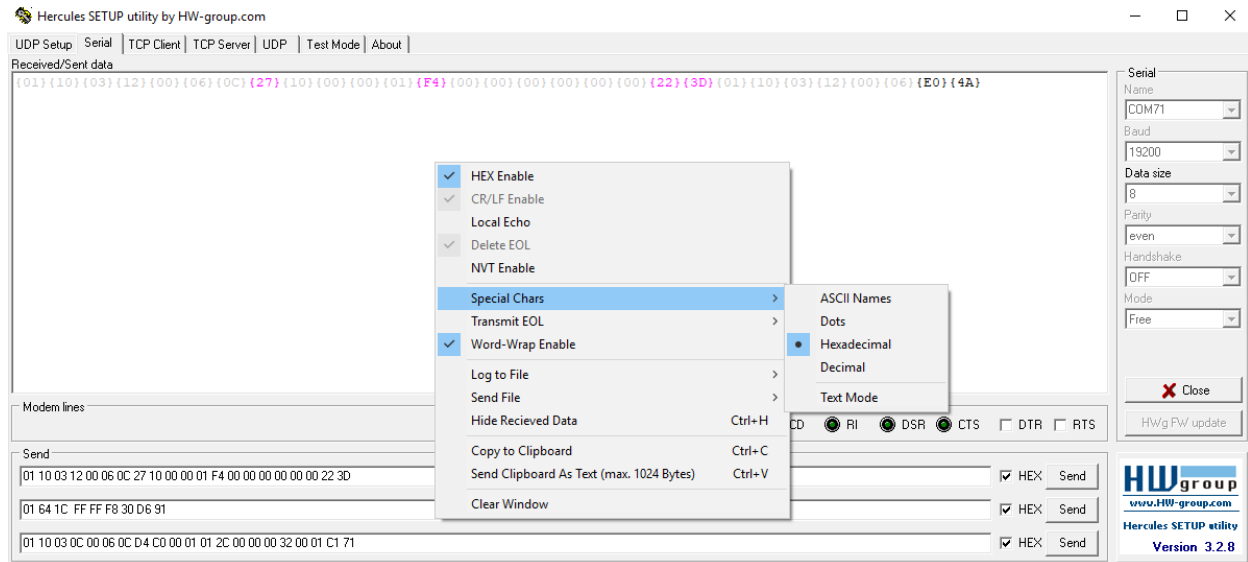 Hercules SETUP utility by HW-group.com
UDP Setup Serial TCP Client TCP Server UDP Test Mode About
Received/Sent data
{01}{10}{03}{12}{00}{06}{0C}{27}{10}{00}{00}{01}{F4}{00}{00}{00}{00}{00}{00}{22}{3D}{01}{10}{03}{12}{00}{06}{E0}{4A}
HEX Enable
CR/LF Enable
Local Echo
Delete EOL
NVT Enable
Special Chars
Transmit EOL
Word-Wrap Enable
Log to File
Send File
Hide Recieved Data Ctrl+H
Copy to Clipboard Ctrl+C
Send Clipboard As Text (max. 1024 Bytes) Ctrl+V
Clear Window
ASCII Names
Dots
Hexadecimal
Decimal
Text Mode
Serial
Name
COM71
Baud
19200
Data size
8
Parity
even
Handshake
OFF
Mode
Free
Close
HWg FW update
Modem lines
CD RI DSR CTS DTR RTS
Send
01 10 03 12 00 06 0C 27 10 00 00 01 F4 00 00 00 00 00 00 22 3D HEX Send
01 64 1C FF FF F8 30 D6 91 HEX Send
01 10 03 0C 00 06 0C D4 C0 00 01 01 2C 00 00 00 32 00 01 C1 71 HEX Send
HWgroup
www.HW-group.com
Hercules SETUP utility
Version 3.2.8